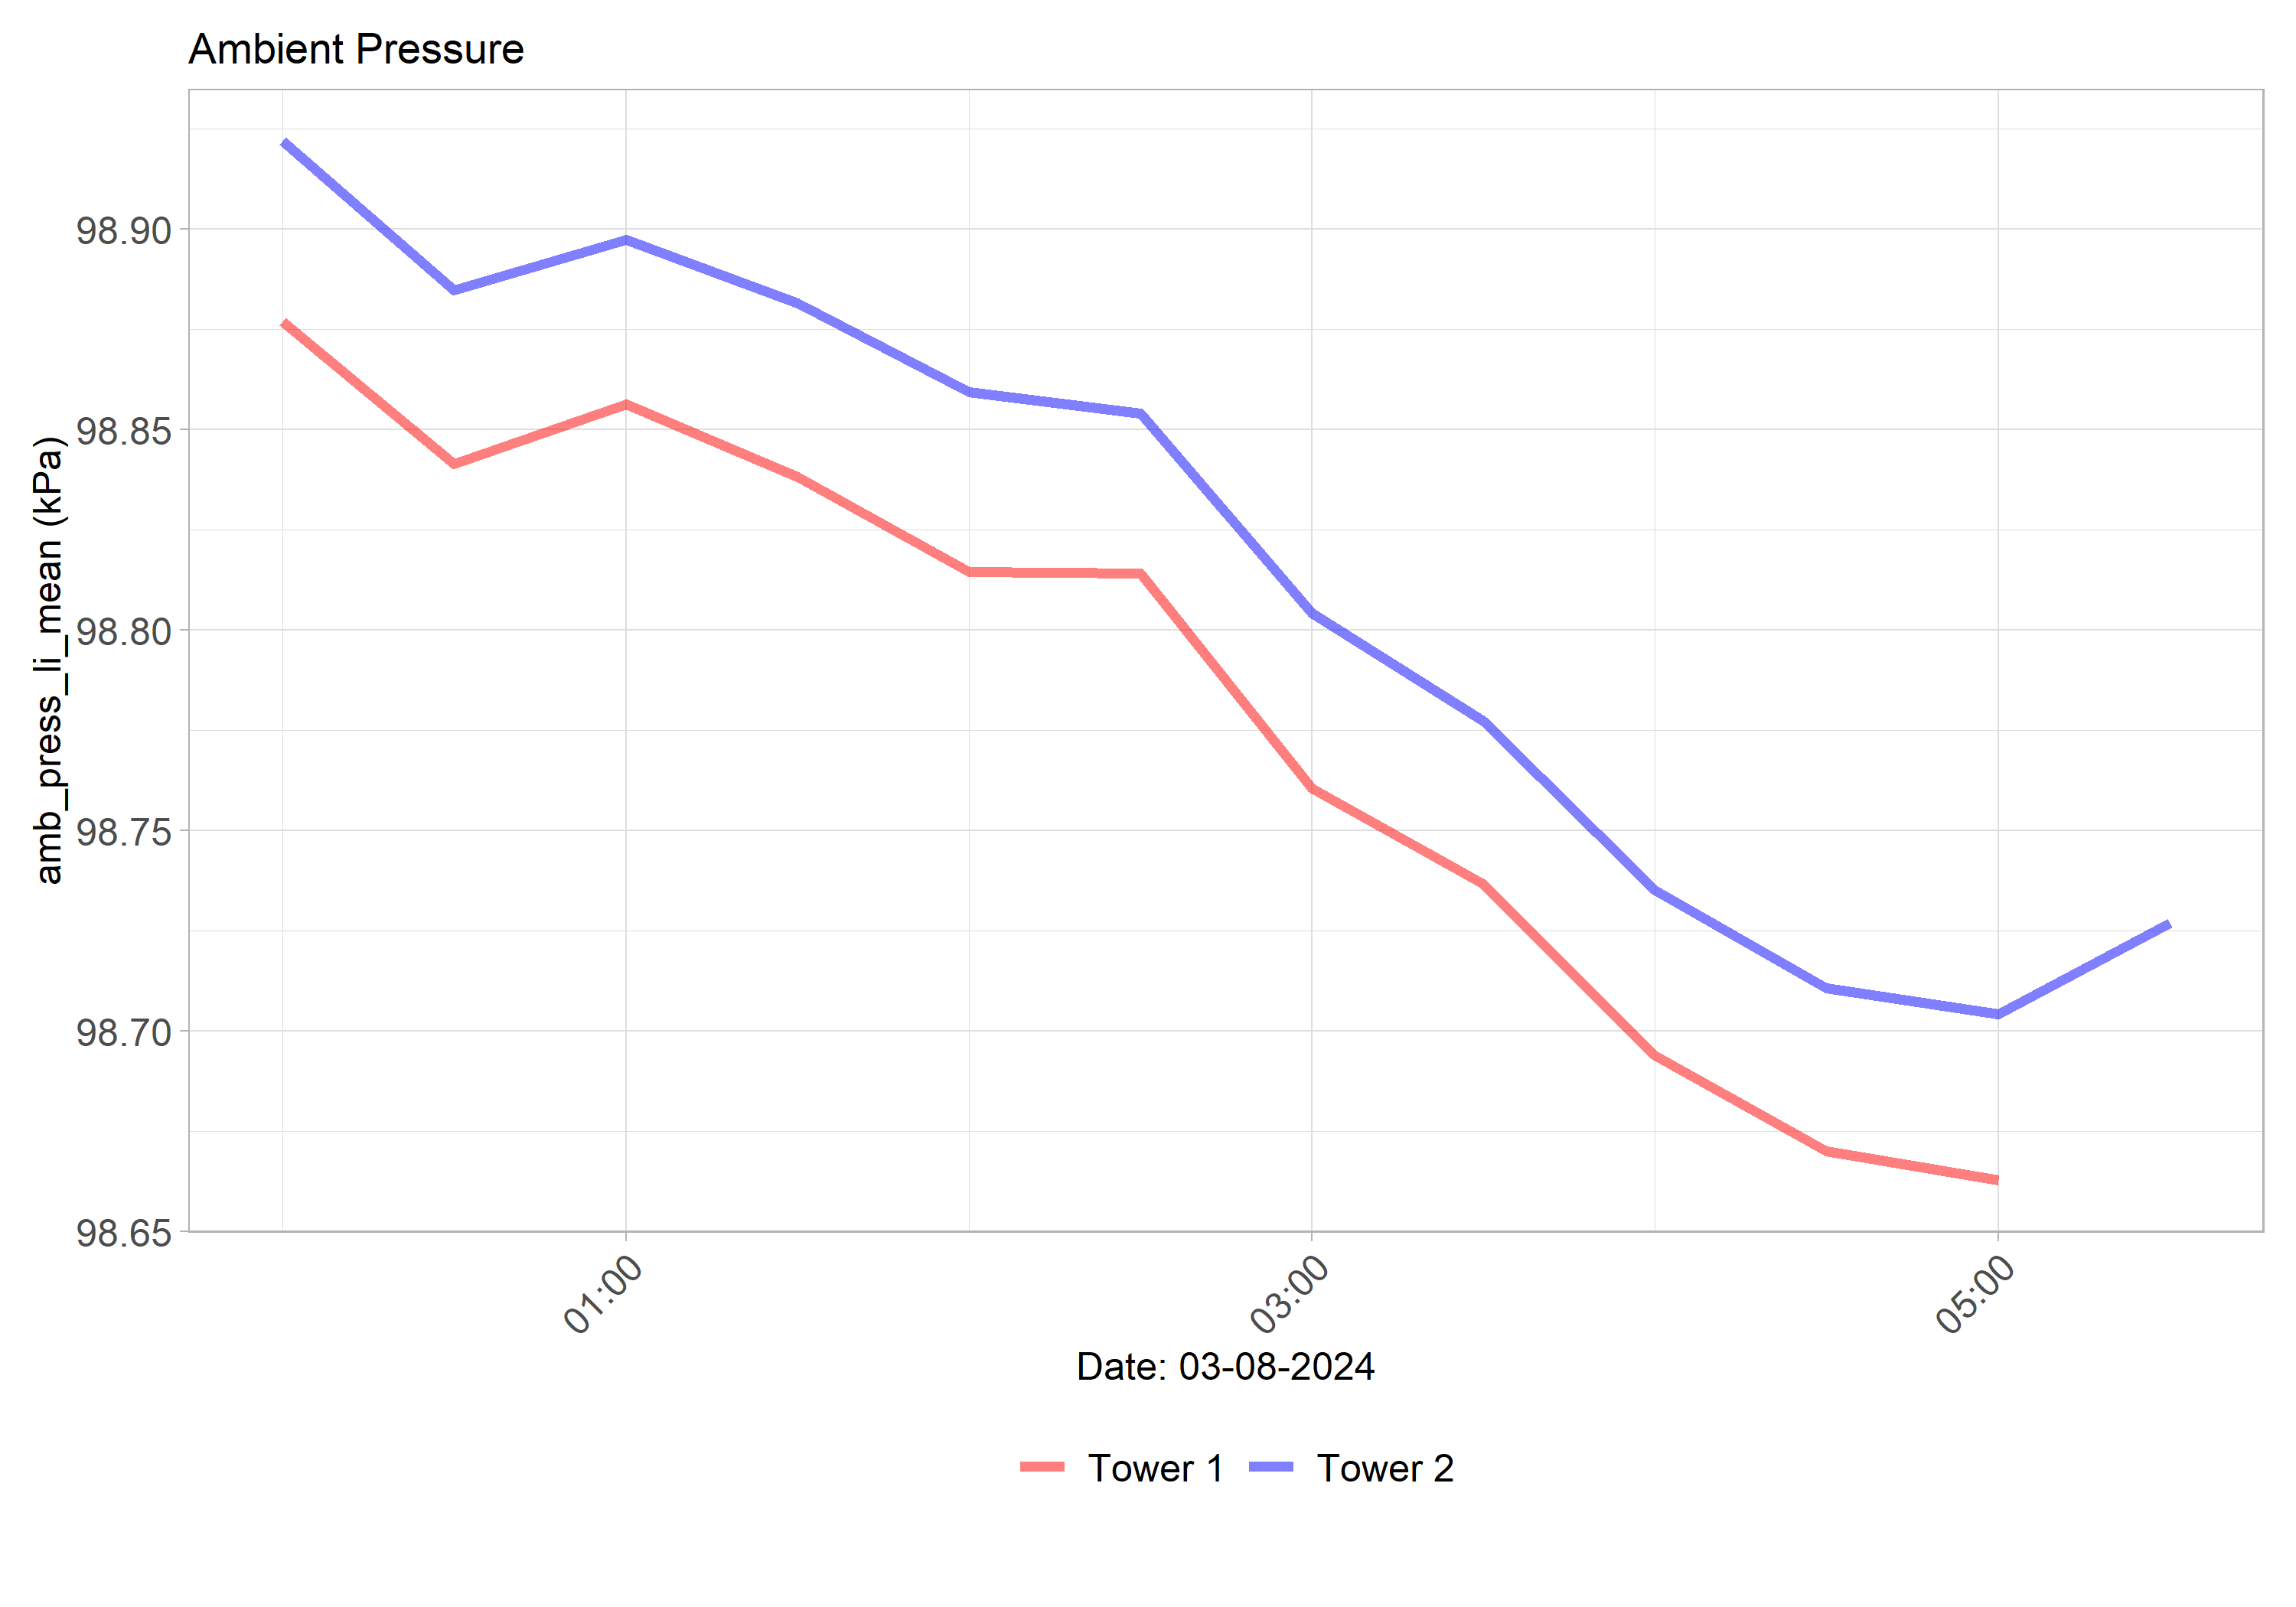 Ambient Pressure
amb_press_li_mean (kPa)
98.90
98.85
98.80
98.75
98.70
98.65
01:00
03:00
05:00
Date: 03-08-2024
Tower 1
Tower 2